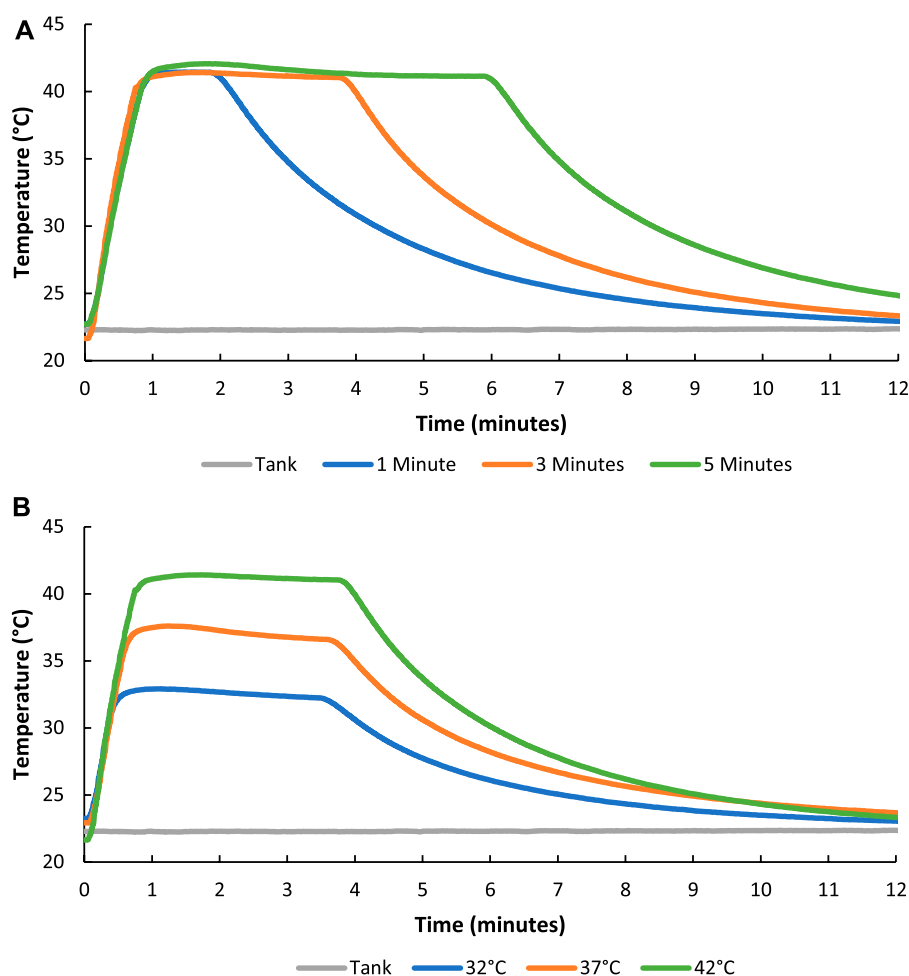 A
45
40
35
30
25
20
Temperature (°C)
0 1 2 3 4 5 6 7 8 9 10 11 12
Time (minutes)
Tank 1 Minute 3 Minutes 5 Minutes
B
45
40
35
30
25
20
Temperature (°C)
0 1 2 3 4 5 6 7 8 9 10 11 12
Time (minutes)
Tank 32°C 37°C 42°C